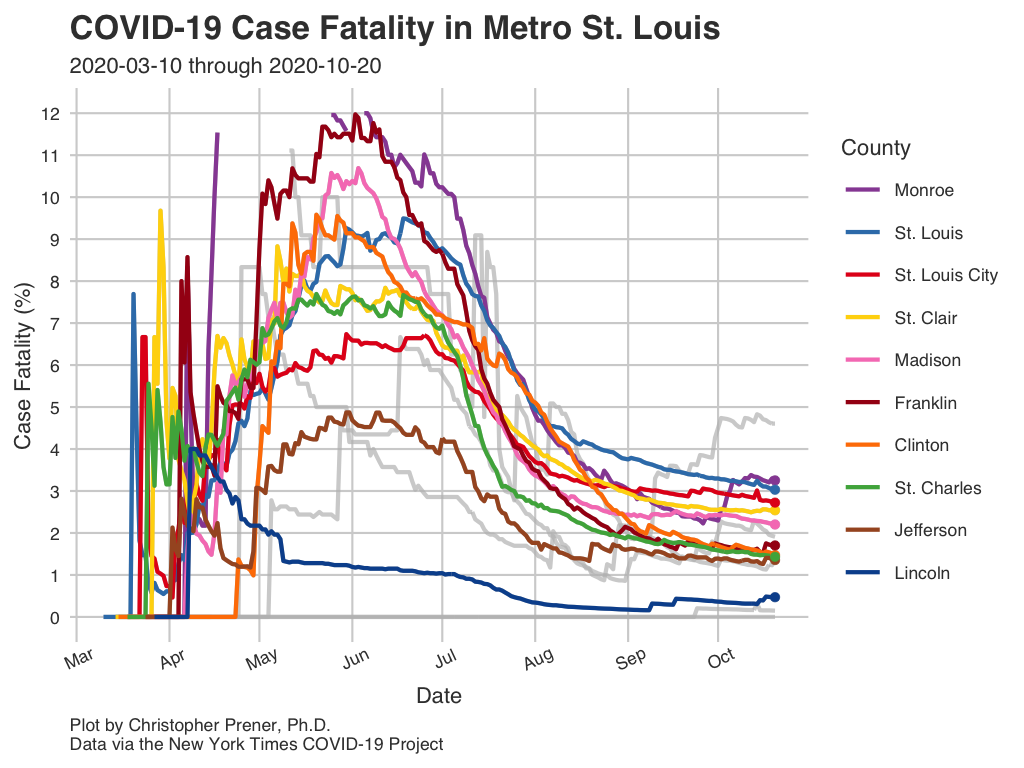 COVID-19 Case Fatality in Metro St. Louis
2020-03-10 through 2020-10-20
Case Fatality (%)
12
11
10
9
8
7
6
5
4
3
2
1
0
Mar
Apr
May
Jun
Jul
Aug
Sep
Oct
Date
County
Monroe
St. Louis
St. Louis City
St. Clair
Madison
Franklin
Clinton
St. Charles
Jefferson
Lincoln
Plot by Christopher Prener, Ph.D.
Data via the New York Times COVID-19 Project